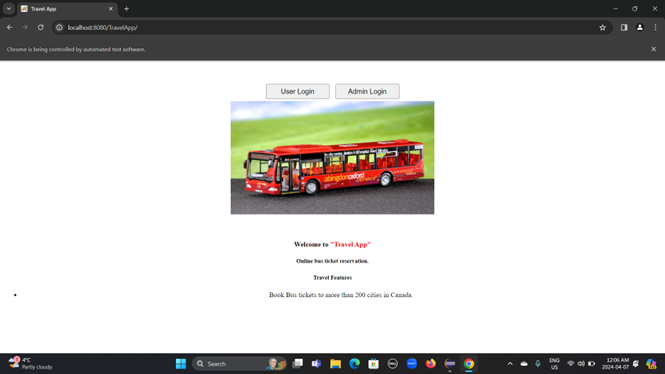 Travel App
localhost:8080/TravelApp/
Chrome is being controlled by automated test software.
User Login
Admin Login
abingdonoxford
Welcome to "Travel App"
Online bus ticket reservation.
Travel Features
Book Bus tickets to more than 200 cities in Canada.
4°C
Partly cloudy
Search
ENG
US
12:06 AM
2024-04-07